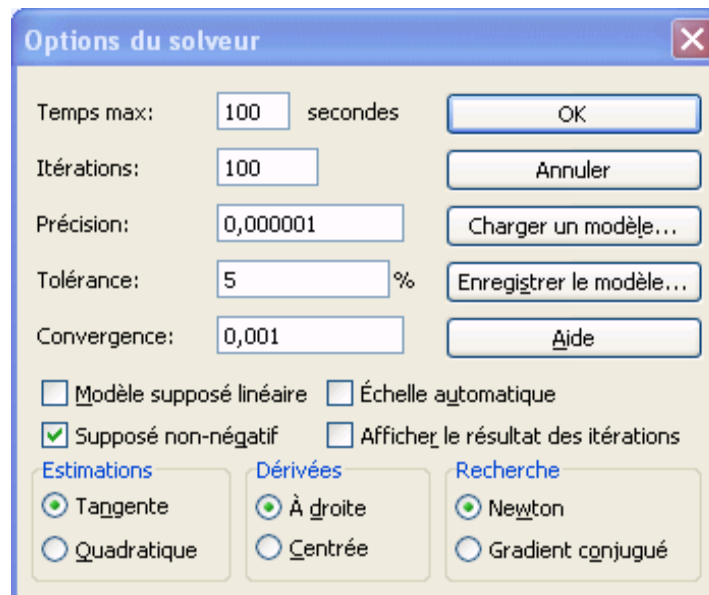 Options du solveur
Temps max: 100 secondes OK
Itérations: 100 Annuler
Précision: 0,000001 Charger un modèle...
Tolérance: 5 % Enregistrer le modèle...
Convergence: 0,001 Aide
Modèle supposé linéaire Échelle automatique
Supposé non-négatif Afficher le résultat des itérations
Estimations Dérivées Recherche
Tangente À droite Newton
Quadratique Centrée Gradient conjugué